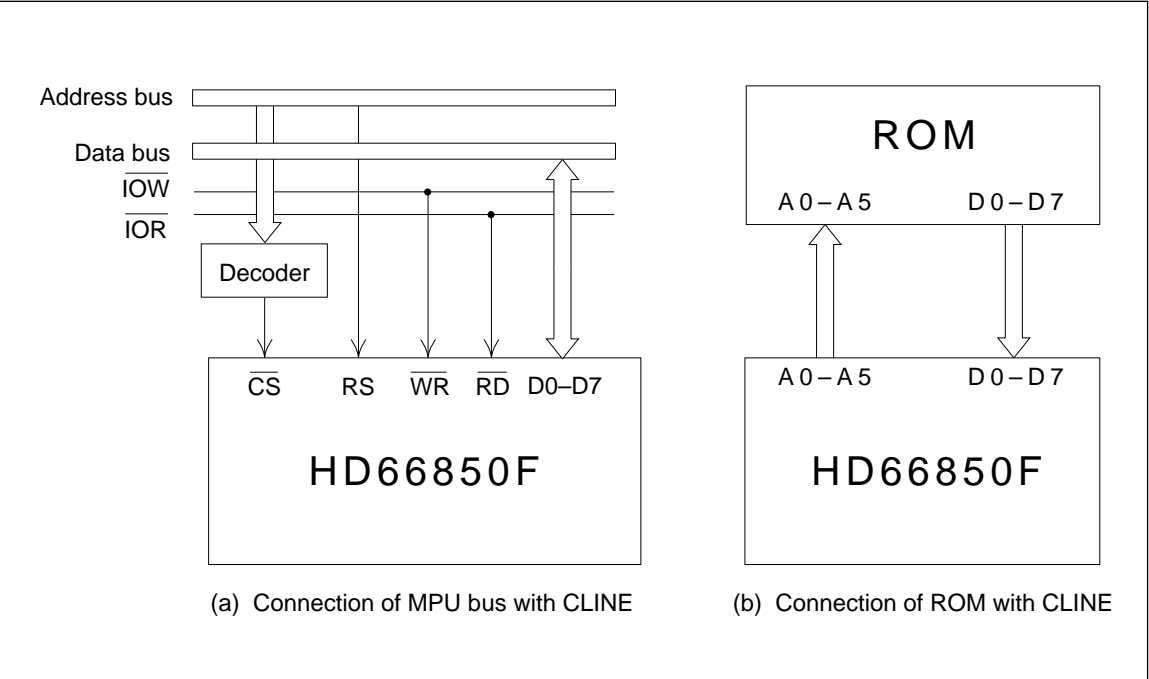 Address bus
Data bus
IOW
IOR
Decoder
CS RS WR RD D0–D7
HD66850F
(a) Connection of MPU bus with CLINE
ROM
A0–A5 D0–D7
A0–A5 D0–D7
HD66850F
(b) Connection of ROM with CLINE